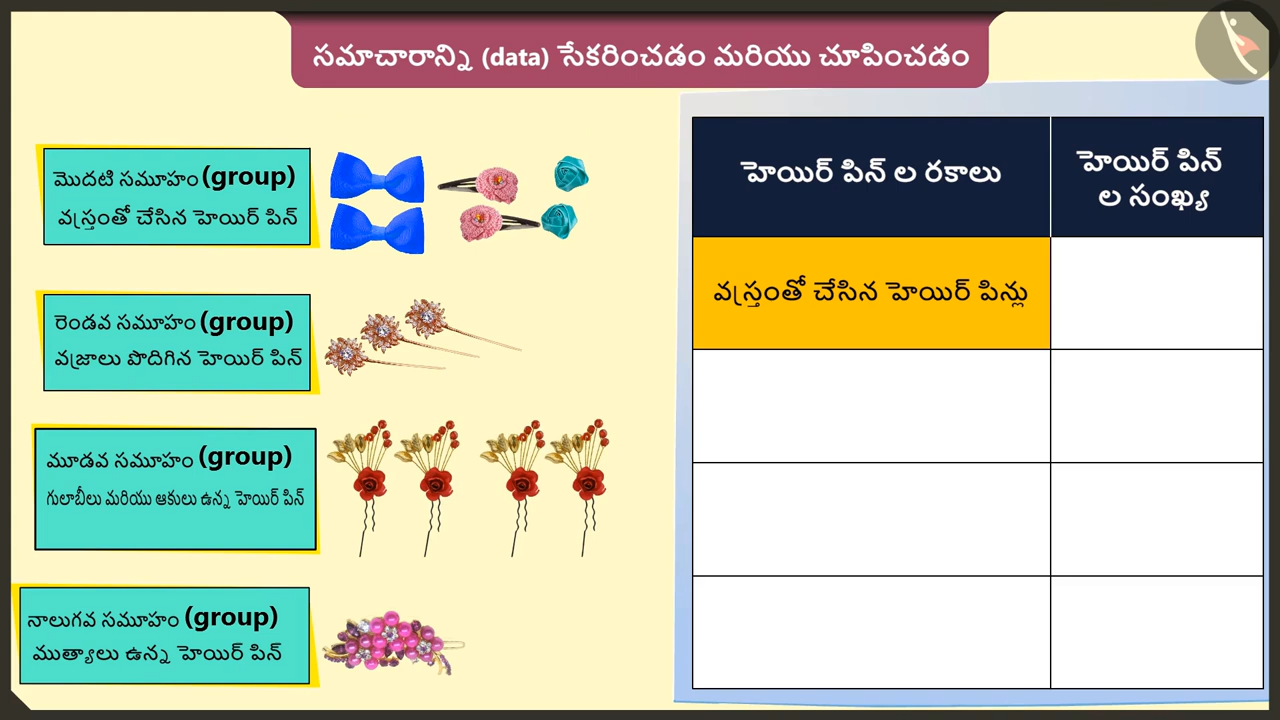 సమాచారాన్ని (data) సేకరించడం మరియు చూపించడం
మొదటి సమూహం (group)
వస్త్రంతో చేసిన హెయిర్ పిన్
రెండవ సమూహం (group)
వజ్రాలు పొదిగిన హెయిర్ పిన్
మూడవ సమూహం (group)
గులాబీలు మరియు ఆకులు ఉన్న హెయిర్ పిన్
నాలుగవ సమూహం (group)
ముత్యాలు ఉన్న హెయిర్ పిన్
హెయిర్ పిన్ ల రకాలు
హెయిర్ పిన్
ల సంఖ్య
వస్త్రంతో చేసిన హెయిర్ పిన్లు